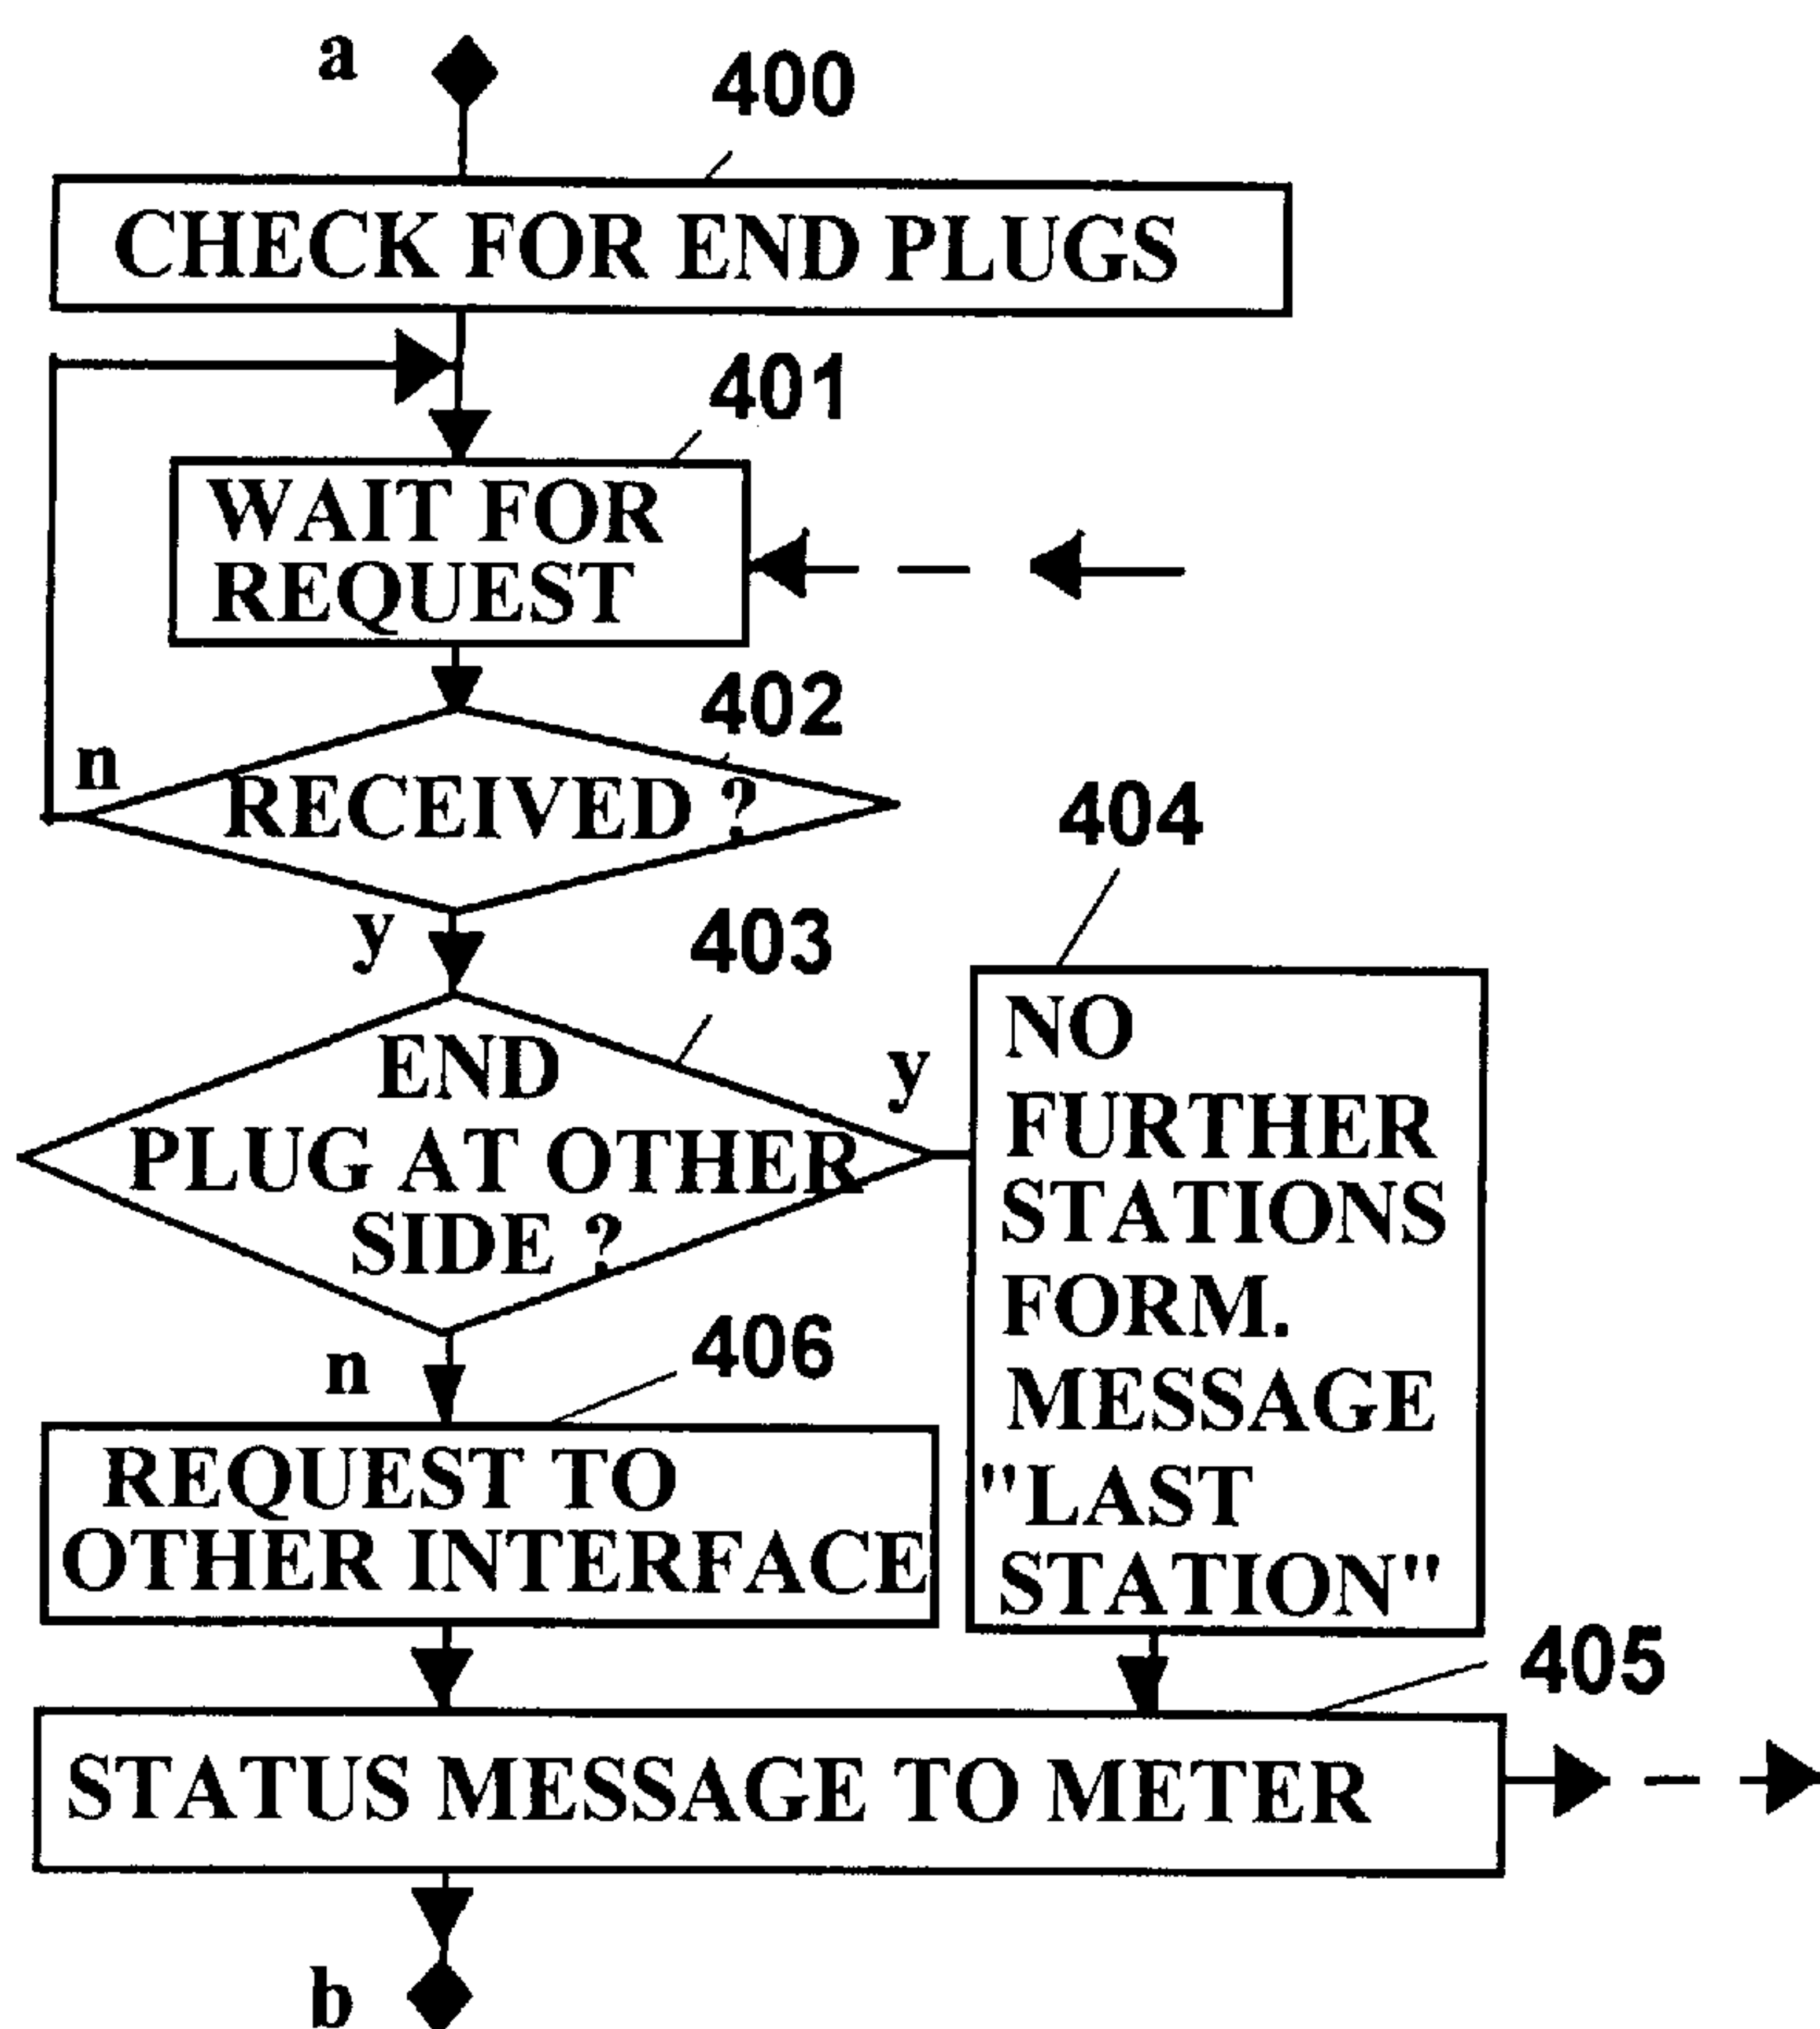 a
400
CHECK FOR END PLUGS
401
WAIT FOR
REQUEST
402
n
RECEIVED ?
404
y
403
NO
FURTHER
STATIONS
FORM.
MESSAGE
"LAST
STATION"
y
END
PLUG AT OTHER
SIDE ?
406
n
REQUEST TO
OTHER INTERFACE
405
STATUS MESSAGE TO METER
b